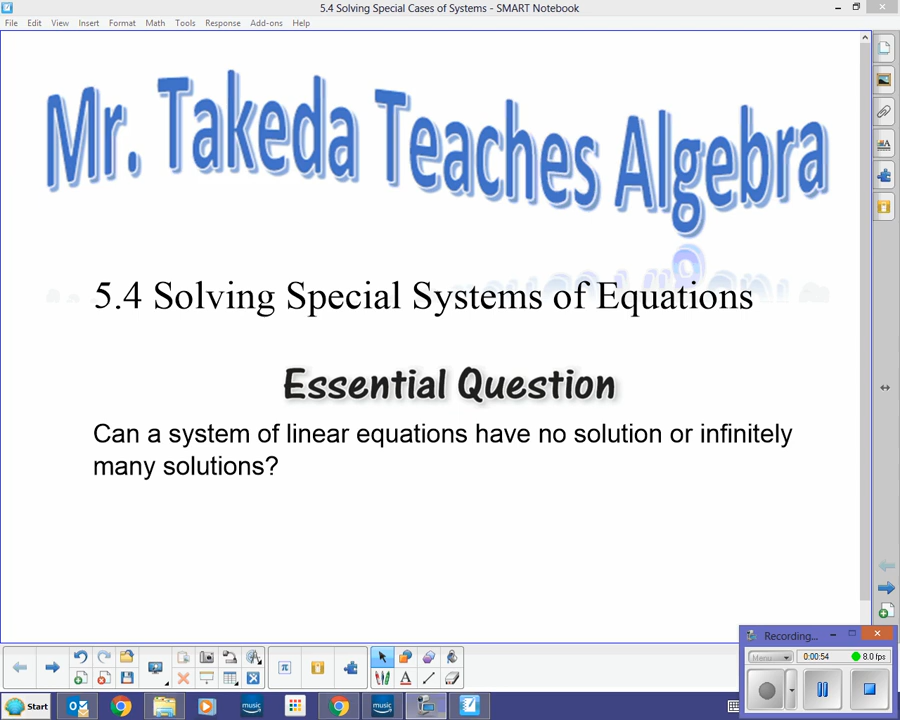 5.4 Solving Special Cases of Systems - SMART Notebook
File Edit View Insert Format Math Tools Response Add-ons Help
Mr. Takeda Teaches Algebra
5.4 Solving Special Systems of Equations
Essential Question
Can a system of linear equations have no solution or infinitely
many solutions?
Recording...
Menu 0:00:54 8.0 fps
Start music music